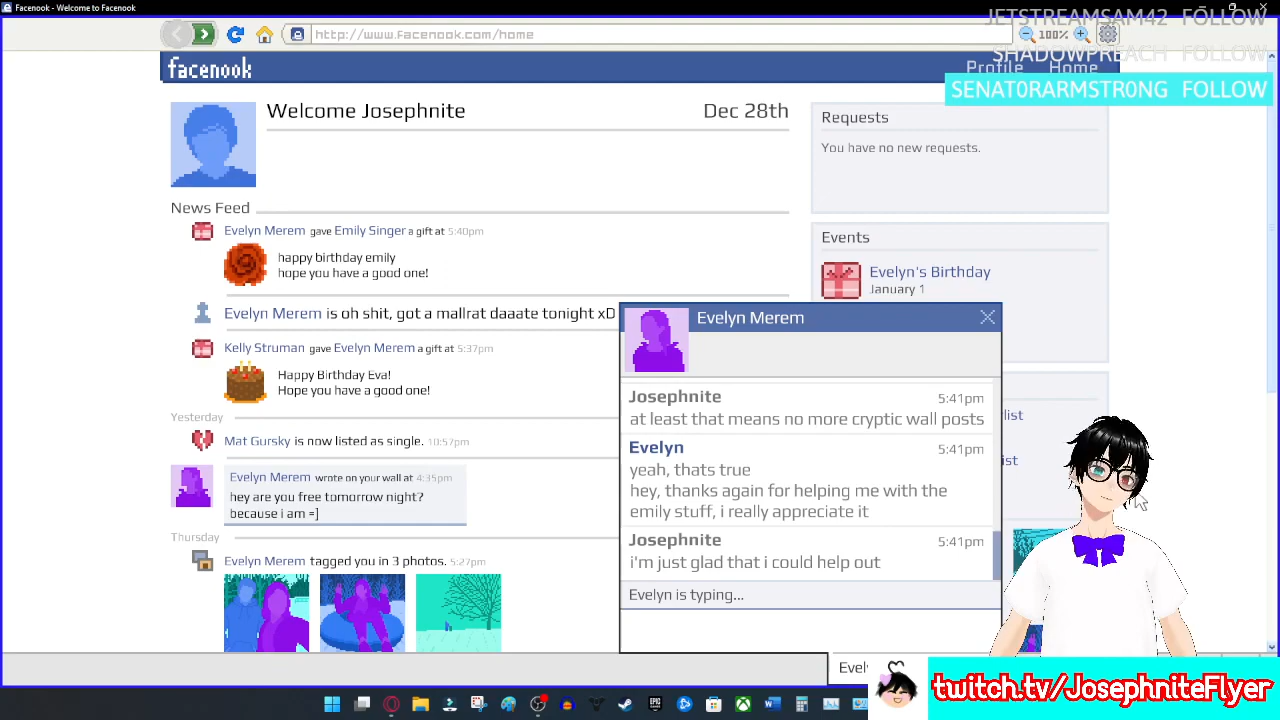 Facenook - Welcome to Facenook
JETSTREAMSAM42 FOLLOW
http://www.facenook.com/home
100%
SHADOWPREACH FOLLOW
facenook
Profile Home
SENAT0RARMSTR0NG FOLLOW
Welcome Josephnite
Dec 28th
Requests
You have no new requests.
News Feed
Evelyn Merem gave Emily Singer a gift at 5:40pm
happy birthday emily
hope you have a good one!
Evelyn Merem is oh shit, got a mallrat daaate tonight xD
Kelly Struman gave Evelyn Merem a gift at 5:37pm
Happy Birthday Eva!
Hope you have a good one!
Yesterday
Mat Gursky is now listed as single. 10:57pm
Evelyn Merem wrote on your wall at 4:35pm
hey are you free tomorrow night?
because i am =]
Thursday
Evelyn Merem tagged you in 3 photos. 5:27pm
Events
Evelyn's Birthday
January 1
Evelyn Merem
Josephnite 5:41pm
at least that means no more cryptic wall posts
Evelyn 5:41pm
yeah, thats true
hey, thanks again for helping me with the
emily stuff, i really appreciate it
Josephnite 5:41pm
i'm just glad that i could help out
Evelyn is typing...
list
ist
Evel
twitch.tv/JosephniteFlyer